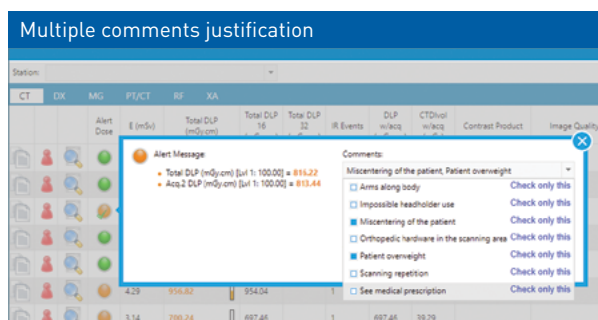 Multiple comments justification
Station:
CT DX MG PT/CT RF XA
Alert Dose E (mSv) Total DLP (mGy.cm) Total DLP 16 Total DLP 32 IR Events DLP w/acq CTDIvol w/acq Contrast Product Image Quality
Alert Message:
Total DLP (mGy.cm) [Lvl 1: 100.00] = 815.22
Acq.2 DLP (mGy.cm) [Lvl 1: 100.00] = 813.44
Comments:
Miscentering of the patient, Patient overweight
Arms along body Check only this
Impossible headholder use Check only this
Miscentering of the patient Check only this
Orthopedic hardware in the scanning area Check only this
Patient overweight Check only this
Scanning repetition Check only this
See medical prescription Check only this
4.29 956.82 954.04 1
3.14 700.24 697.46 1 697.46 39.29